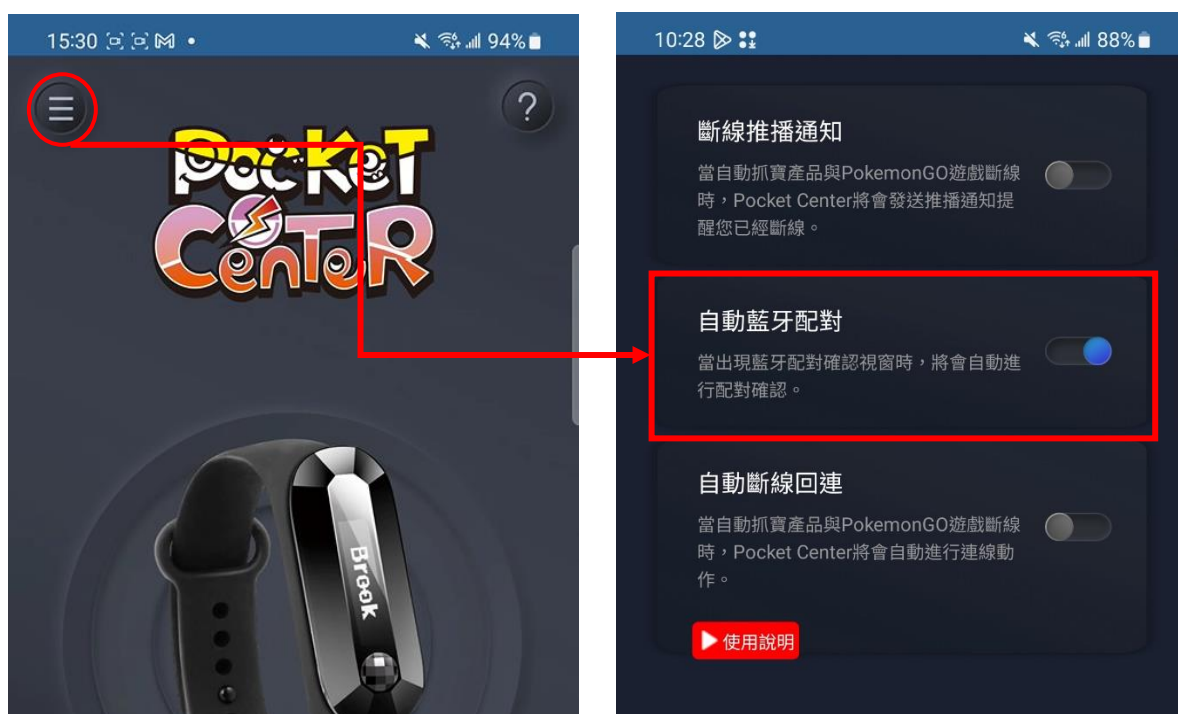 15:30
94%
?
POCKET
CENTER
Brook
10:28
88%
斷線推播通知
當自動抓寶產品與PokemonGO遊戲斷線
時，Pocket Center將會發送推播通知提
醒您已經斷線。
自動藍牙配對
當出現藍牙配對確認視窗時，將會自動進
行配對確認。
自動斷線回連
當自動抓寶產品與PokemonGO遊戲斷線
時，Pocket Center將會自動進行連線動
作。
使用說明